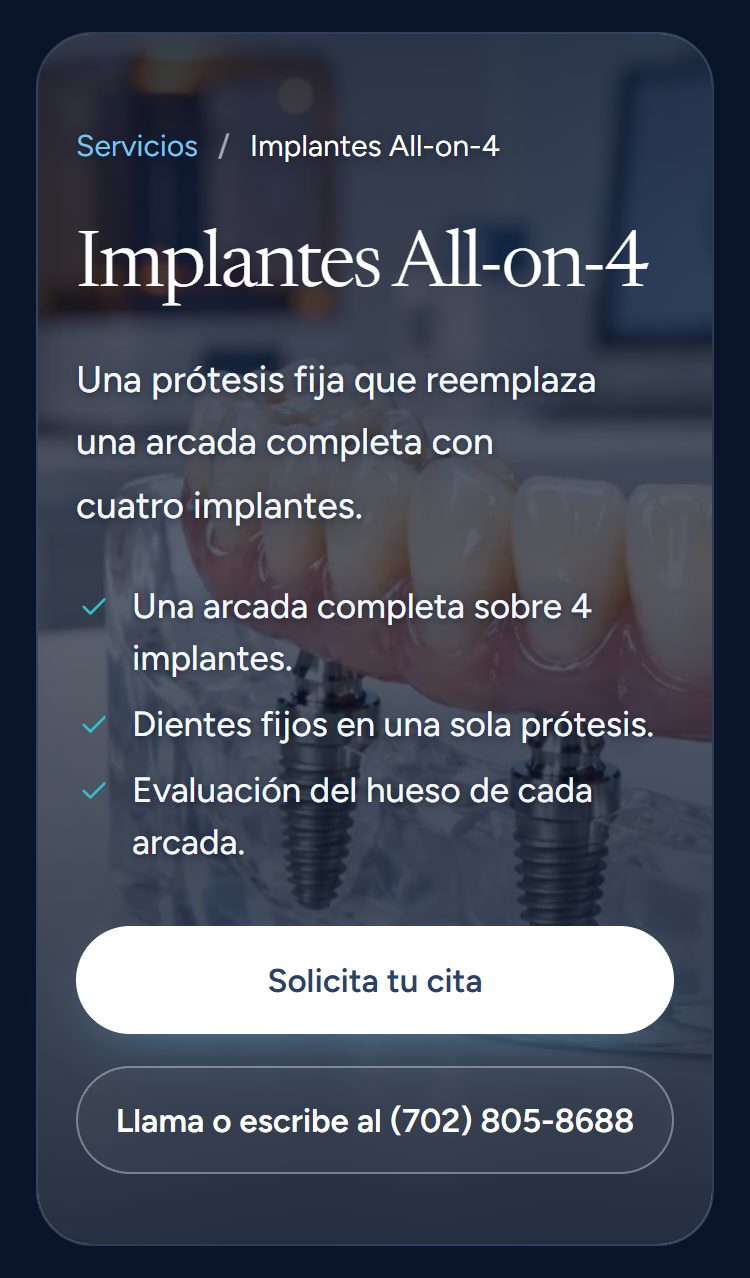 Servicios / Implantes All-on-4
Implantes All-on-4
Una prótesis fija que reemplaza
una arcada completa con
cuatro implantes.
Una arcada completa sobre 4
implantes.
Dientes fijos en una sola prótesis.
Evaluación del hueso de cada
arcada.
Solicita tu cita
Llama o escribe al (702) 805-8688